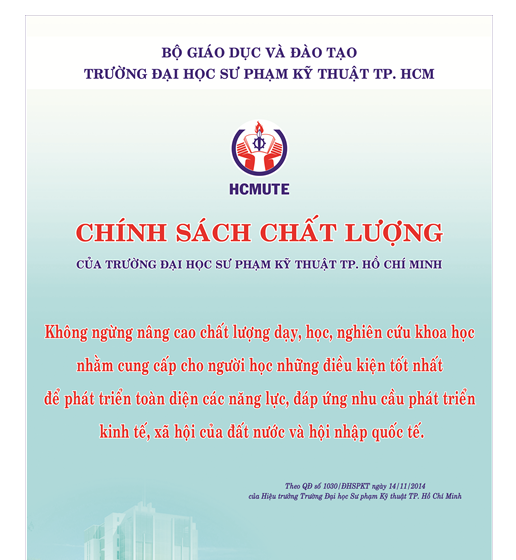 BỘ GIÁO DỤC VÀ ĐÀO TẠO
TRƯỜNG ĐẠI HỌC SƯ PHẠM KỸ THUẬT TP. HCM
HCMUTE
CHÍNH SÁCH CHẤT LƯỢNG
CỦA TRƯỜNG ĐẠI HỌC SƯ PHẠM KỸ THUẬT TP. HỒ CHÍ MINH
Không ngừng nâng cao chất lượng dạy, học, nghiên cứu khoa học
nhằm cung cấp cho người học những điều kiện tốt nhất
để phát triển toàn diện các năng lực, đáp ứng nhu cầu phát triển
kinh tế, xã hội của đất nước và hội nhập quốc tế.
Theo QĐ số 1030/ĐHSPKT ngày 14/11/2014
của Hiệu trưởng Trường Đại học Sư phạm Kỹ thuật TP. Hồ Chí Minh